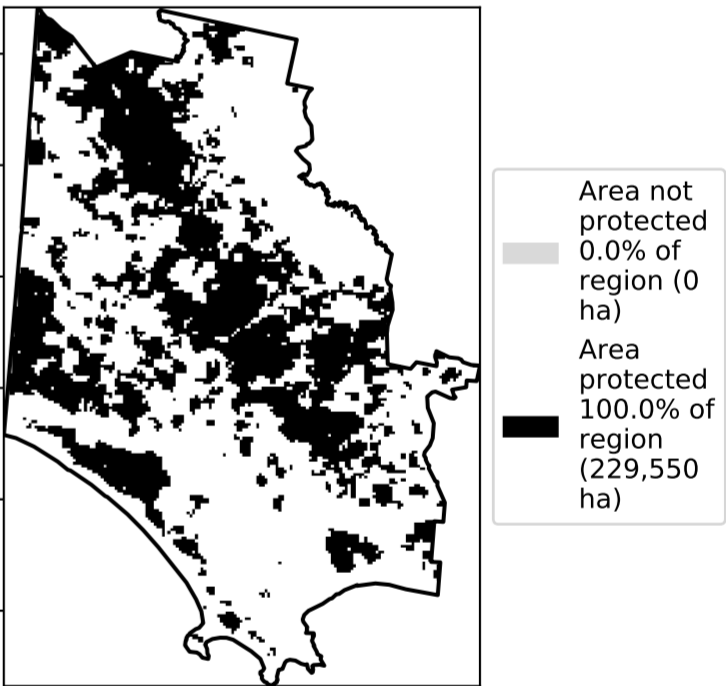 Area not
protected
0.0% of
region (0
ha)
Area
protected
100.0% of
region
(229,550
ha)